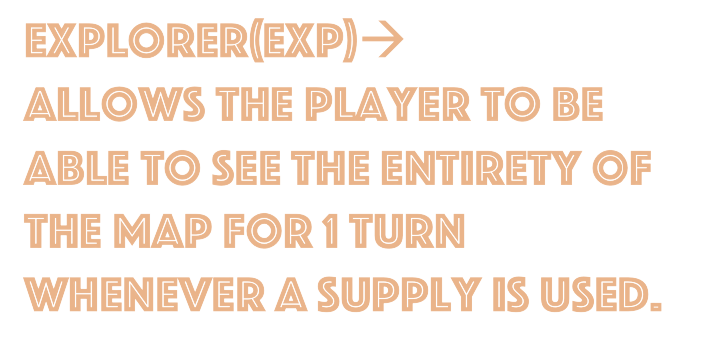 EXPLORER(EXP)→
ALLOWS THE PLAYER TO BE
ABLE TO SEE THE ENTIRETY OF
THE MAP FOR 1 TURN
WHENEVER A SUPPLY IS USED.